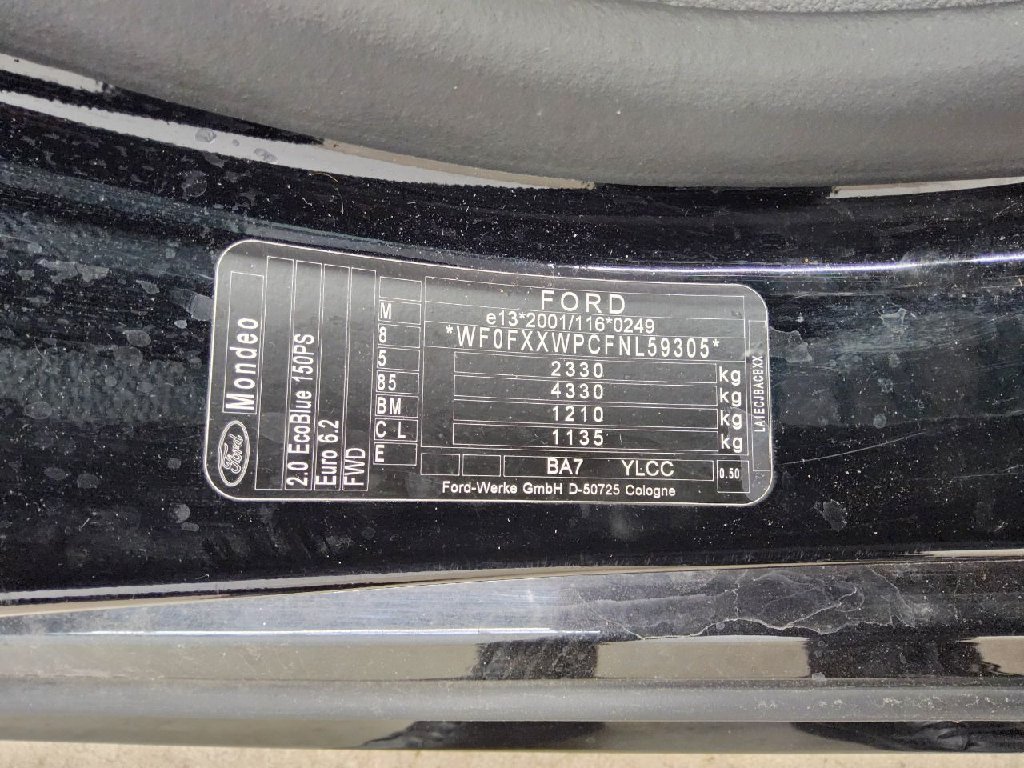 Ford
Mondeo
2.0 EcoBlue 150PS
Euro 6.2
FWD
M
8
5
85
BM
C L
E
FORD
e13*2001/116*0249
*WF0FXXWPCFNL59305*
2330 kg
4330 kg
1210 kg
1135 kg
BA7 YLCC 0.50
Ford-Werke GmbH D-50725 Cologne
LA1ECJBACBXX